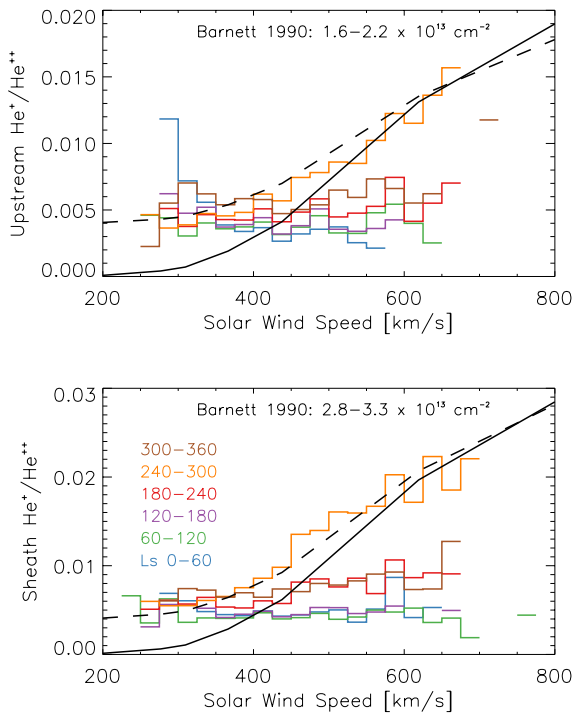 Barnett 1990: 1.6−2.2 x 10¹³ cm⁻²
Upstream He⁺/He⁺⁺
0.020
0.015
0.010
0.005
0.000
200 400 600 800
Solar Wind Speed [km/s]
Barnett 1990: 2.8−3.3 x 10¹³ cm⁻²
Sheath He⁺/He⁺⁺
0.03
0.02
0.01
0.00
300−360
240−300
180−240
120−180
60−120
Ls 0−60
200 400 600 800
Solar Wind Speed [km/s]